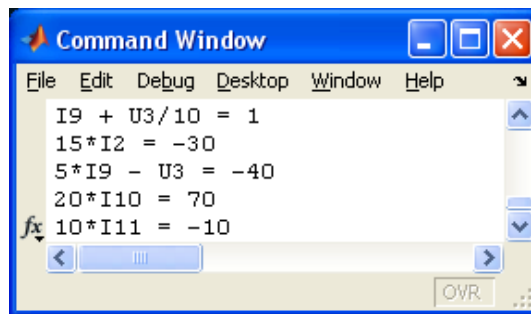 Command Window
File Edit Debug Desktop Window Help
I9 + U3/10 = 1
15*I2 = -30
5*I9 - U3 = -40
20*I10 = 70
fx 10*I11 = -10
OVR